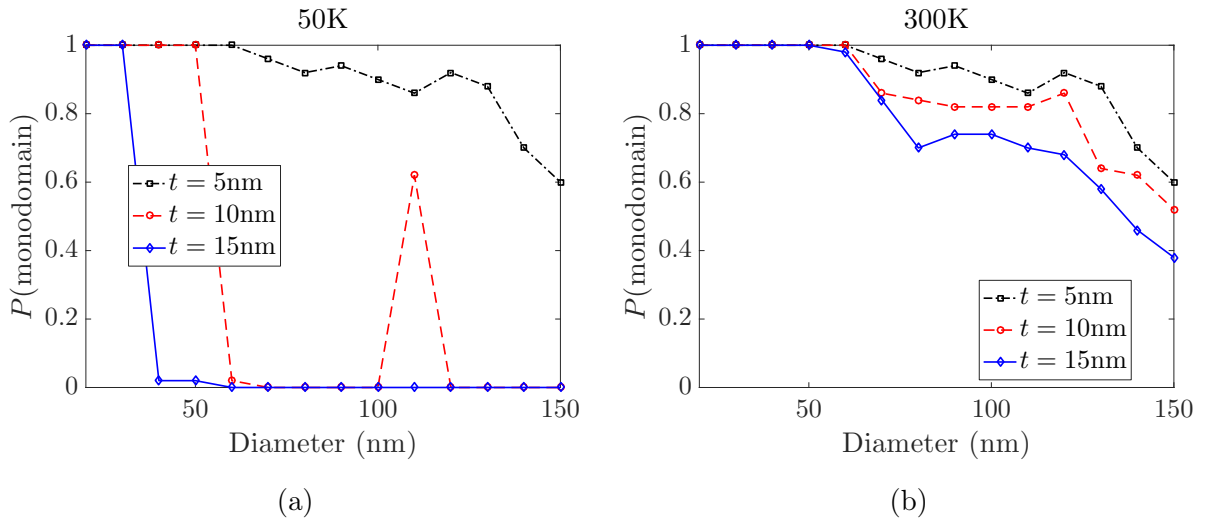 50K
1
0.8
0.6
0.4
0.2
0
P(monodomain)
t = 5nm
t = 10nm
t = 15nm
50
100
150
Diameter (nm)
(a)
300K
1
0.8
0.6
0.4
0.2
0
P(monodomain)
t = 5nm
t = 10nm
t = 15nm
50
100
150
Diameter (nm)
(b)